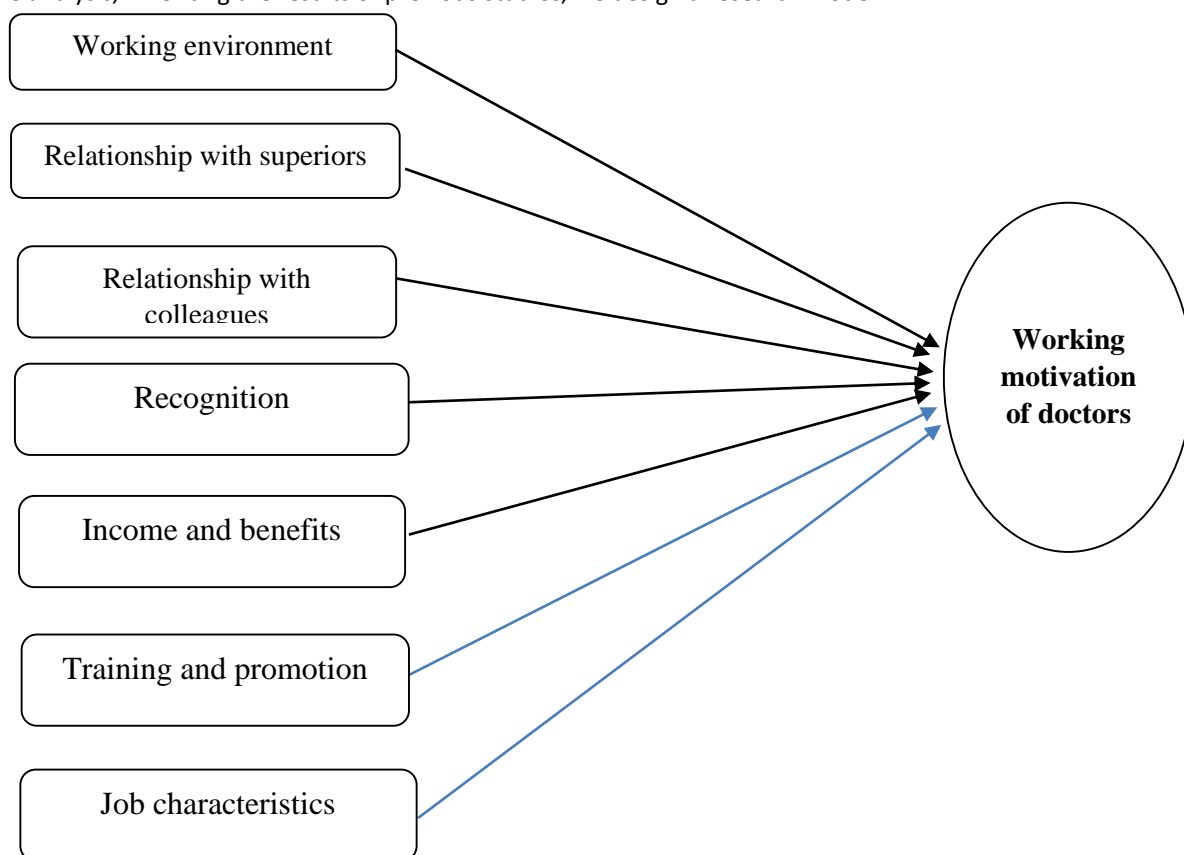 Working environment
Relationship with superiors
Relationship with
colleagues
Recognition
Income and benefits
Training and promotion
Job characteristics
Working
motivation
of doctors